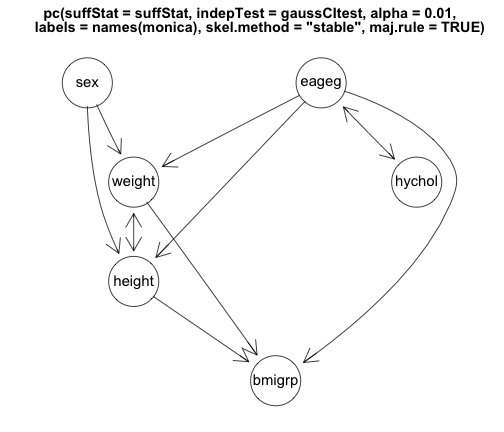 pc(suffStat = suffStat, indepTest = gaussCItest, alpha = 0.01,
labels = names(monica), skel.method = "stable", maj.rule = TRUE)
sex
eageg
weight
hychol
height
bmigrp